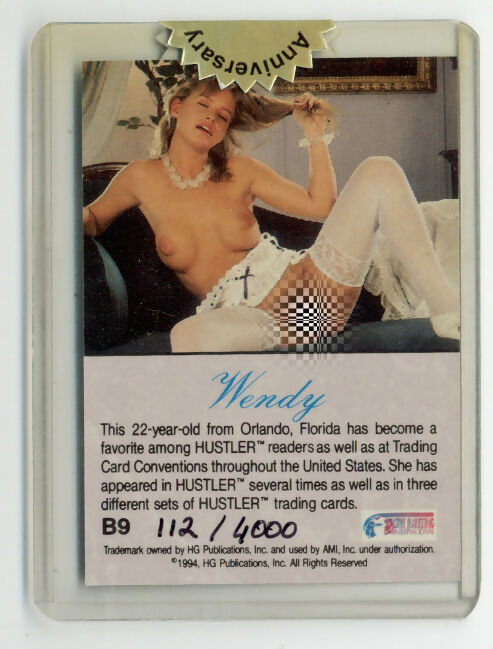 Anniversary
Wendy
This 22-year-old from Orlando, Florida has become a
favorite among HUSTLER™ readers as well as at Trading
Card Conventions throughout the United States. She has
appeared in HUSTLER™ several times as well as in three
different sets of HUSTLER™ trading cards.
B9 112 / 4000
Trademark owned by HG Publications, Inc. and used by AMI, Inc. under authorization.
©1994, HG Publications, Inc. All Rights Reserved